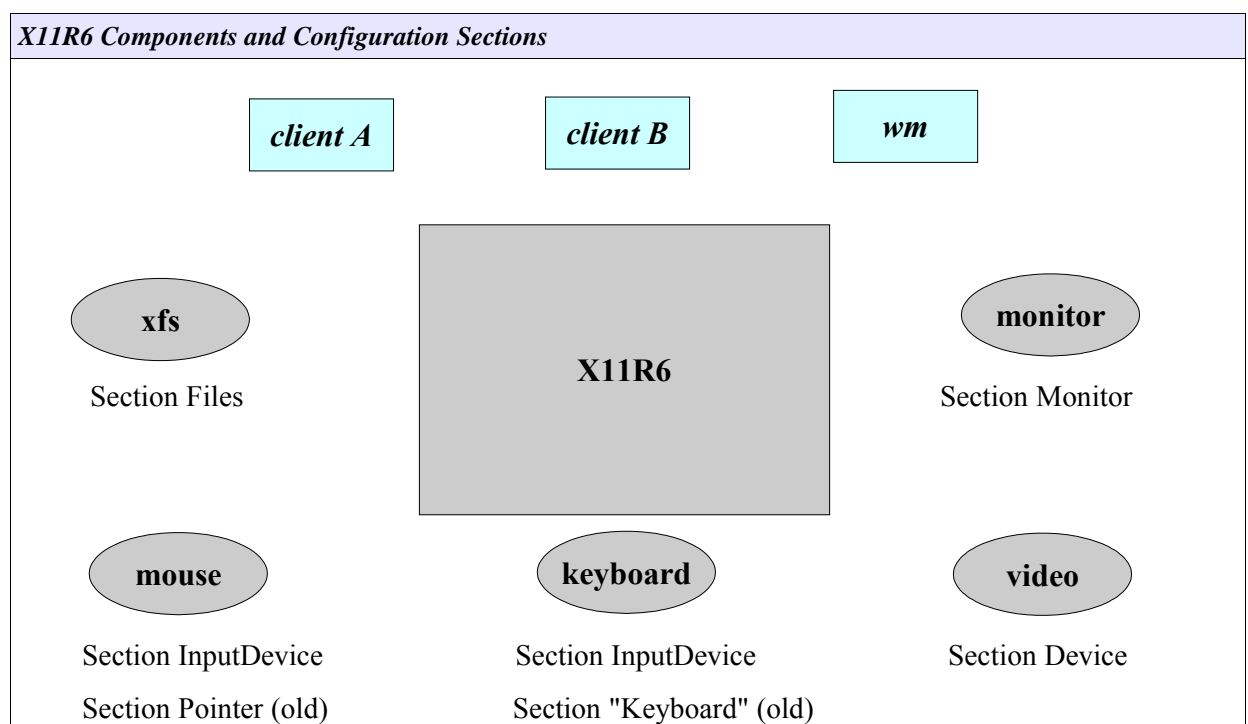 X11R6 Components and Configuration Sections
client A
client B
wm
X11R6
xfs
monitor
Section Files
Section Monitor
mouse
keyboard
video
Section InputDevice
Section InputDevice
Section Device
Section Pointer (old)
Section "Keyboard" (old)